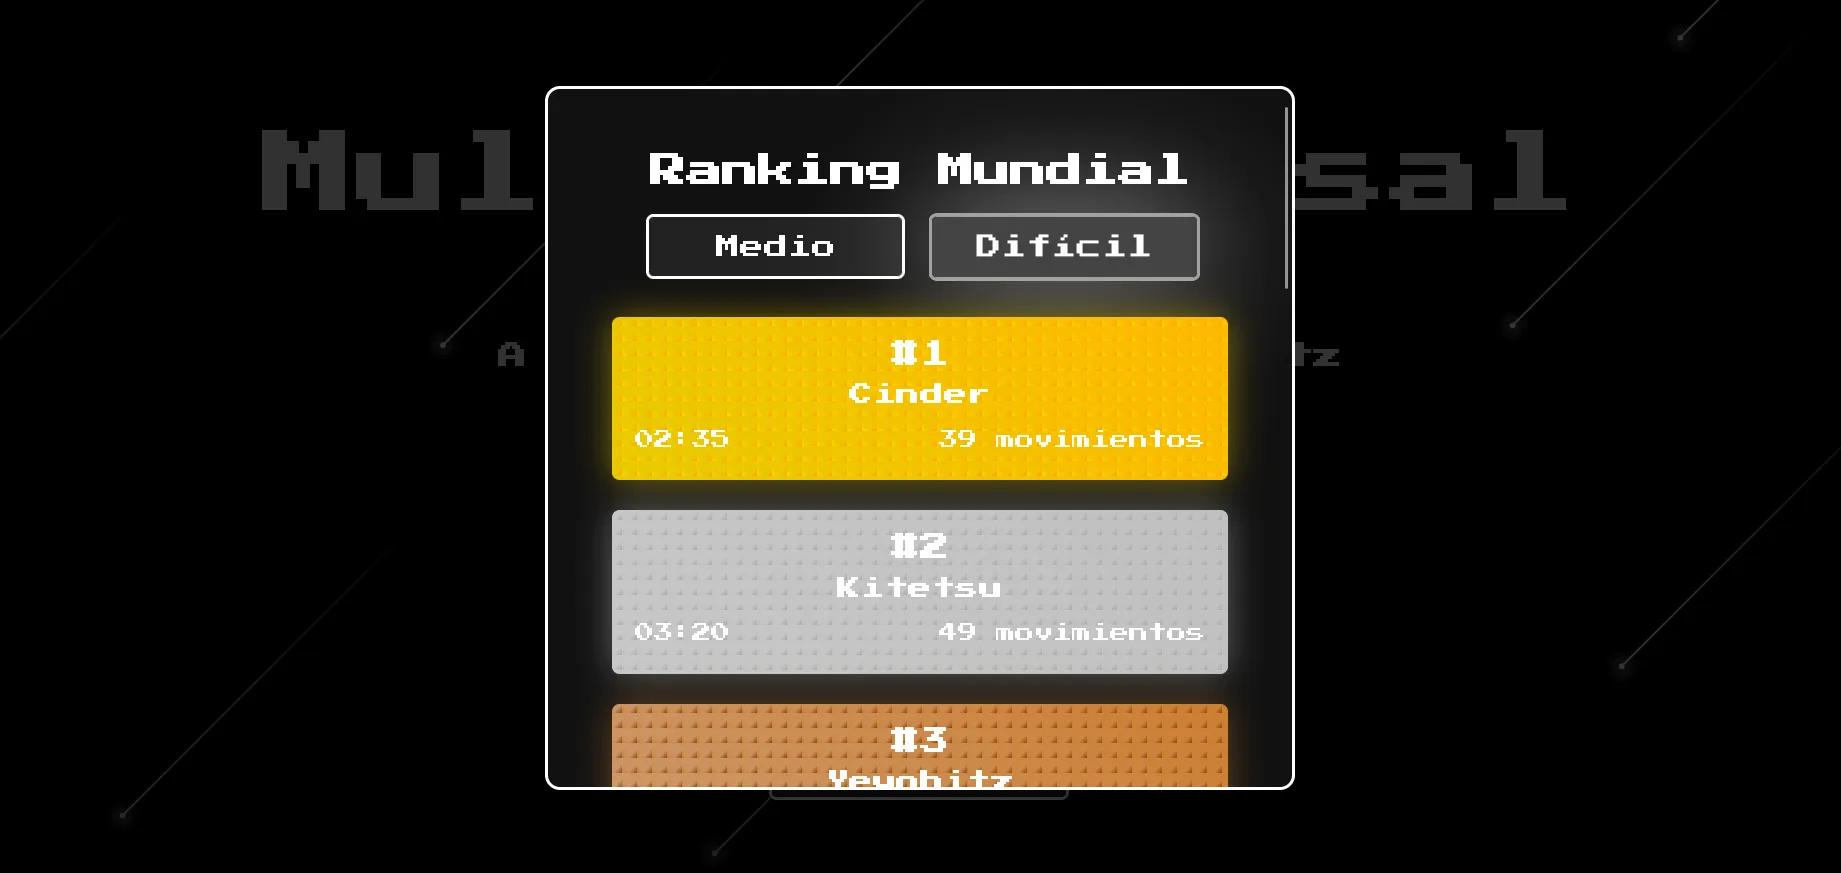 Ranking Mundial
Medio Difícil
#1
Cinder
02:35 39 movimientos
#2
Kitetsu
03:20 49 movimientos
#3